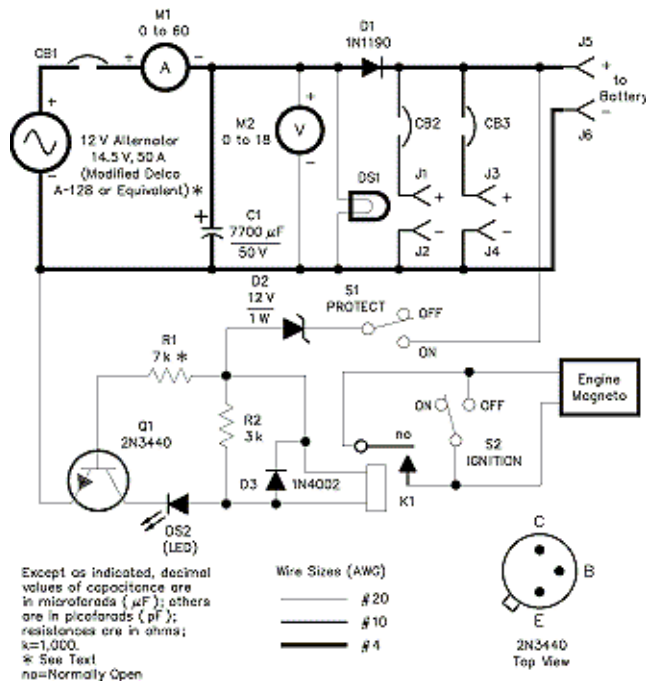 M1
0 to 60
CB1
+
A
-
D1
1N1190
J5
+
to
Battery
-
J6
+
-
12 V Alternator
14.5 V, 50 A
(Modified Delco
A-128 or Equivalent) *
M2
0 to 18
+
V
-
CB2
CB3
DS1
J1
+
-
J2
J3
+
-
J4
+
C1
7700 µF
50 V
D2
12 V
1 W
S1
PROTECT
OFF
ON
R1
7k *
R2
3k
Q1
2N3440
D3
1N4002
DS2
(LED)
no
K1
ON
OFF
S2
IGNITION
Engine
Magneto
Except as indicated, decimal
values of capacitance are
in microfarads ( µF ); others
are in picofarads ( pF );
resistances are in ohms;
k=1,000.
* See Text
no=Normally Open
Wire Sizes (AWG)
#20
#10
#4
C
B
E
2N3440
Top View